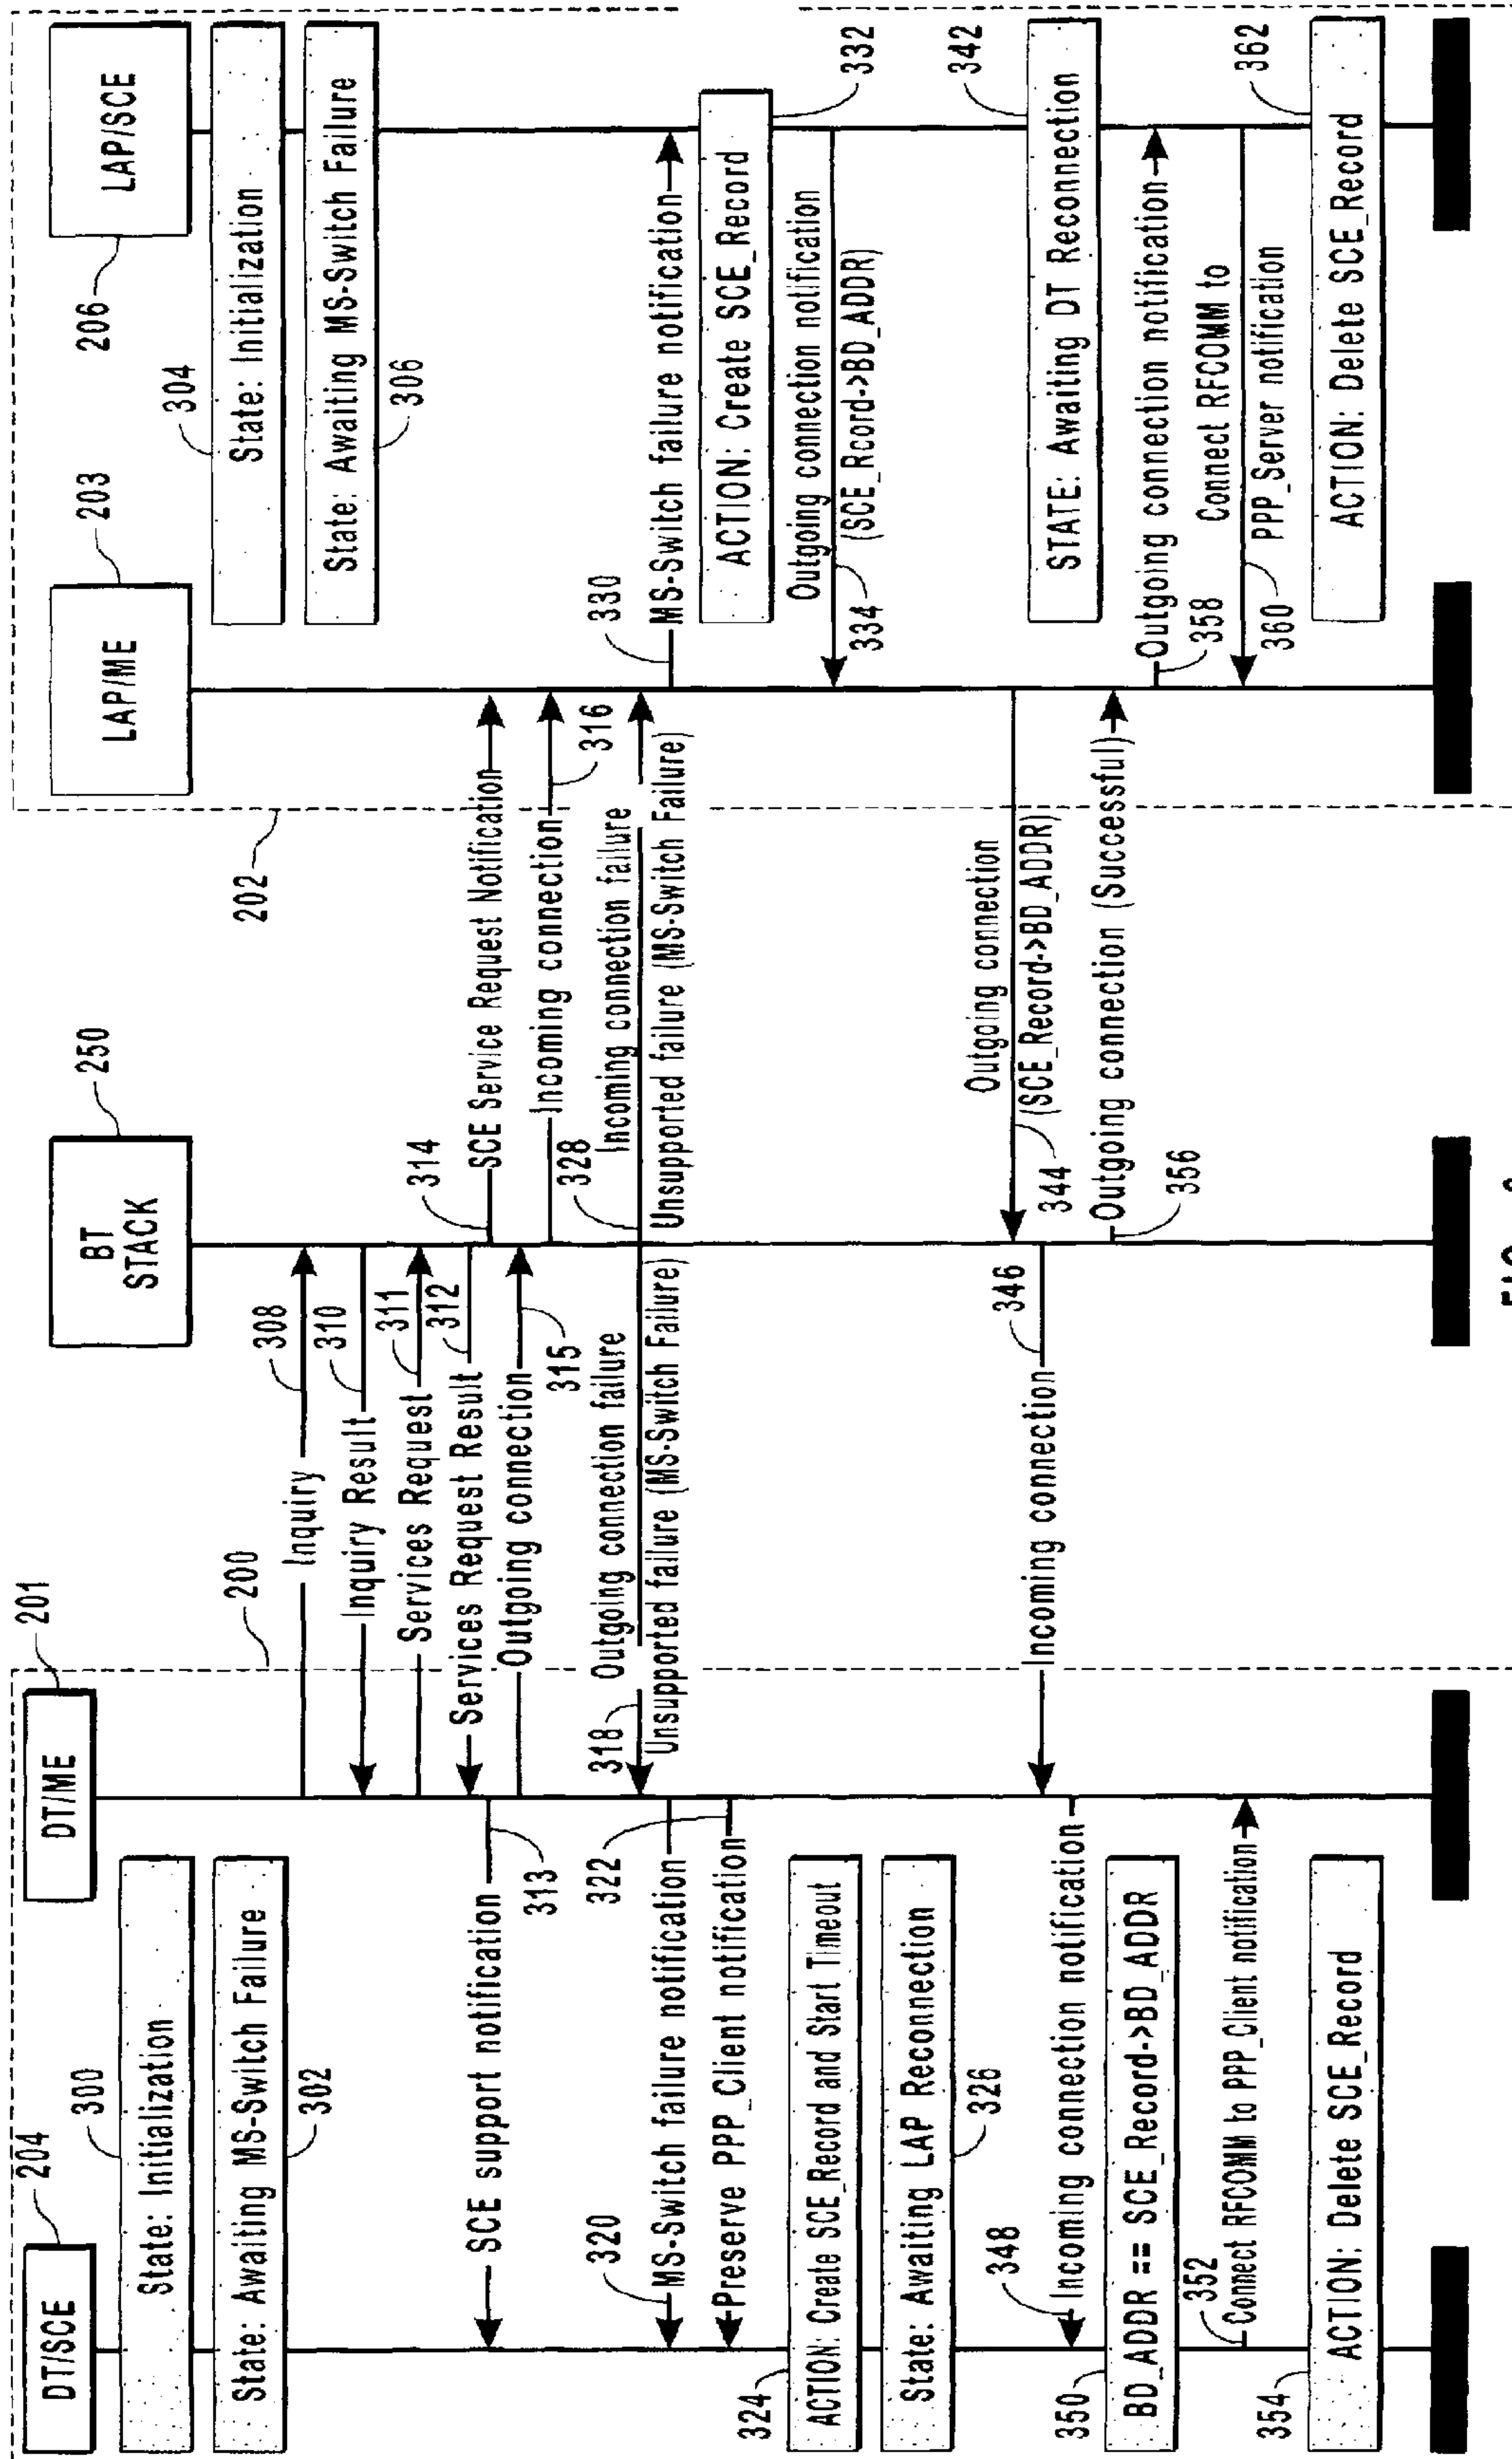 DT/SCE
204
DT/ME
201
BT
STACK
250
LAP/ME
203
LAP/SCE
206
200
202
300
State: Initialization
State: Awaiting MS-Switch Failure
302
304
State: Initialization
State: Awaiting MS-Switch Failure
306
Inquiry
308
310
Inquiry Result
311
Services Request
312
Services Request Result
SCE support notification
313
314
SCE Service Request Notification
Outgoing connection
315
Incoming connection
316
318
Outgoing connection failure
Unsupported failure (MS-Switch Failure)
328
Incoming connection failure
Unsupported failure (MS-Switch Failure)
320
MS-Switch failure notification
330
MS-Switch failure notification
322
Preserve PPP_Client notification
ACTION: Create SCE_Record
332
324
ACTION: Create SCE_Record and Start Timeout
Outgoing connection notification
(SCE_Rcord->BD_ADDR)
334
State: Awaiting LAP Reconnection
326
342
STATE: Awaiting DT Reconnection
Outgoing connection
(SCE_Record->BD_ADDR)
344
346
Incoming connection
348
Incoming connection notification
Outgoing connection (Successful)
356
350
BD_ADDR == SCE_Record->BD_ADDR
Outgoing connection notification
358
352
Connect RFCOMM to PPP_Client notification
Connect RFCOMM to
PPP_Server notification
360
354
ACTION: Delete SCE_Record
362
ACTION: Delete SCE_Record